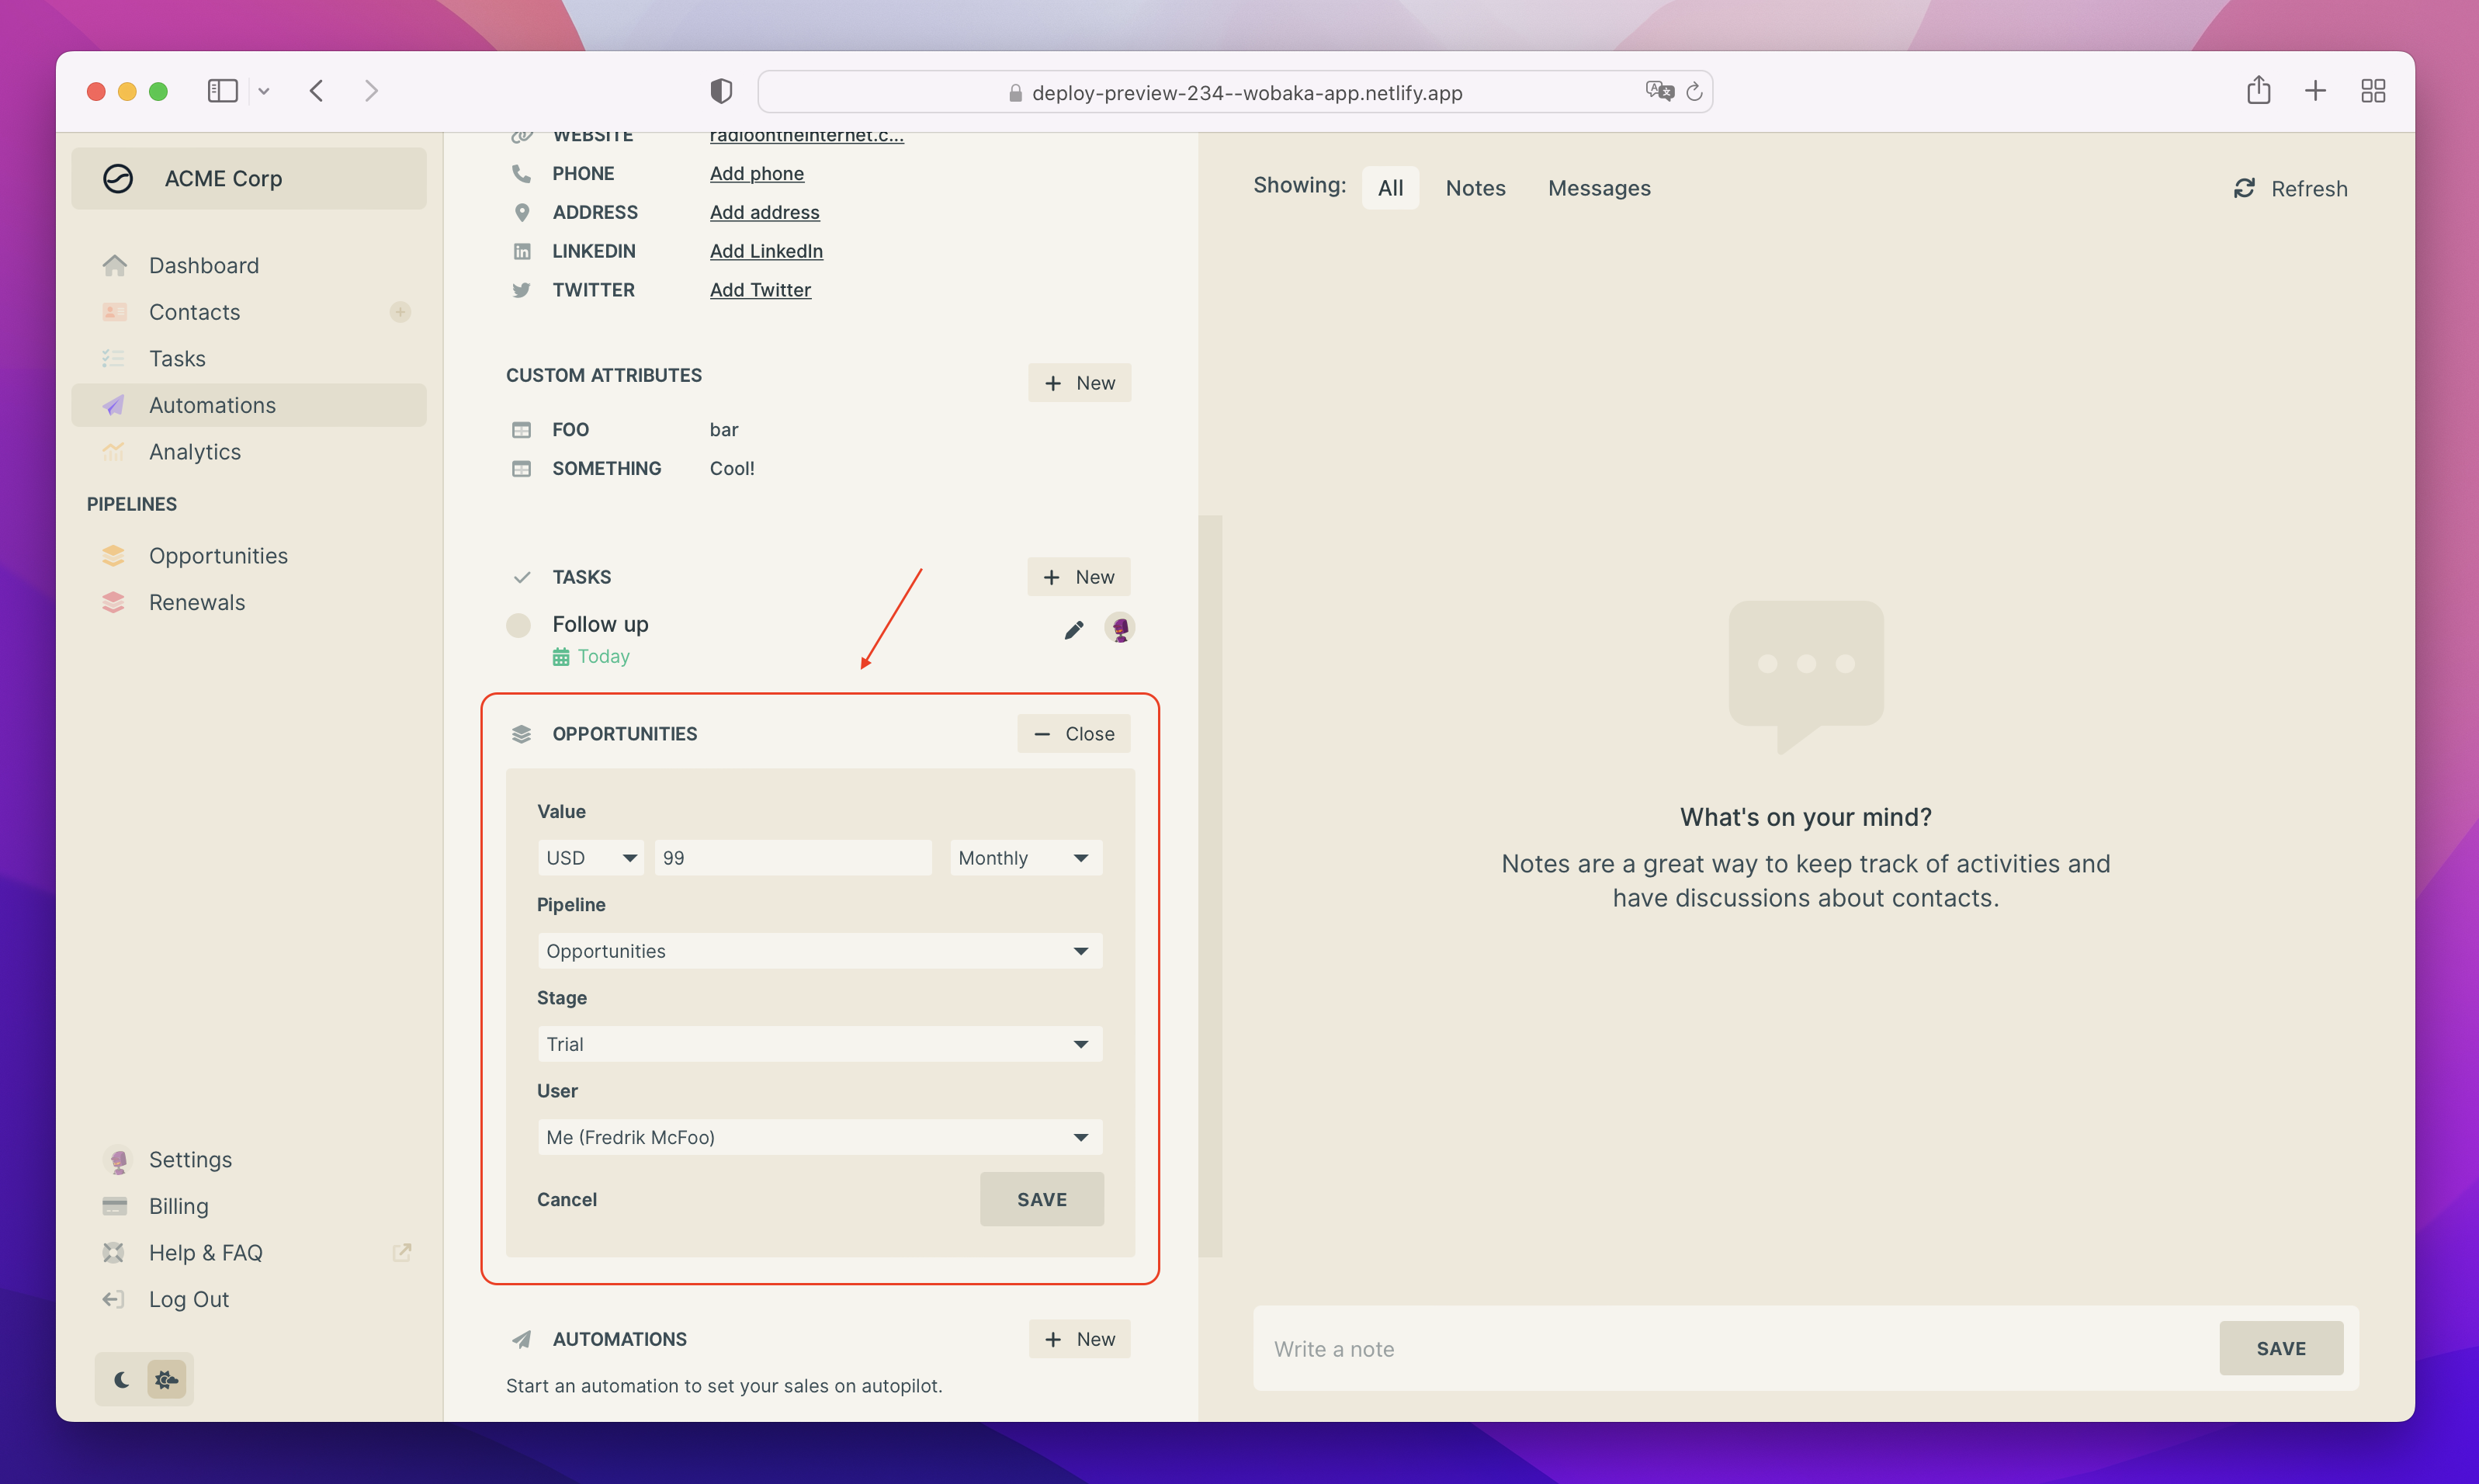 deploy-preview-234--wobaka-app.netlify.app
ACME Corp
Dashboard
Contacts
Tasks
Automations
Analytics
PIPELINES
Opportunities
Renewals
Settings
Billing
Help & FAQ
Log Out
WEBSITE radioontheinternet.c...
PHONE Add phone
ADDRESS Add address
LINKEDIN Add LinkedIn
TWITTER Add Twitter
CUSTOM ATTRIBUTES New
FOO bar
SOMETHING Cool!
TASKS New
Follow up
Today
OPPORTUNITIES Close
Value
USD 99 Monthly
Pipeline
Opportunities
Stage
Trial
User
Me (Fredrik McFoo)
Cancel SAVE
AUTOMATIONS New
Start an automation to set your sales on autopilot.
Showing: All Notes Messages Refresh
What's on your mind?
Notes are a great way to keep track of activities and
have discussions about contacts.
Write a note SAVE